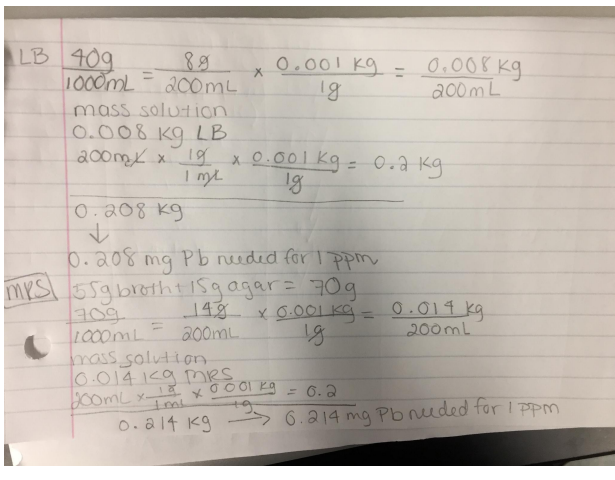 LB 40g/1000mL = 8g/200mL × 0.001 kg/1g = 0.008 kg/200mL
mass solution
0.008 kg LB
200mL × 1g/1mL × 0.001 kg/1g = 0.2 kg
0.208 kg
↓
0.208 mg Pb needed for 1 ppm
MRS 55g broth + 15g agar = 70g
70g/1000mL = 14g/200mL × 0.001 kg/1g = 0.014 kg/200mL
mass solution
0.014 kg MRS
200mL × 1g/1mL × 0.001 kg/1g = 0.2
0.214 kg → 0.214 mg Pb needed for 1 ppm